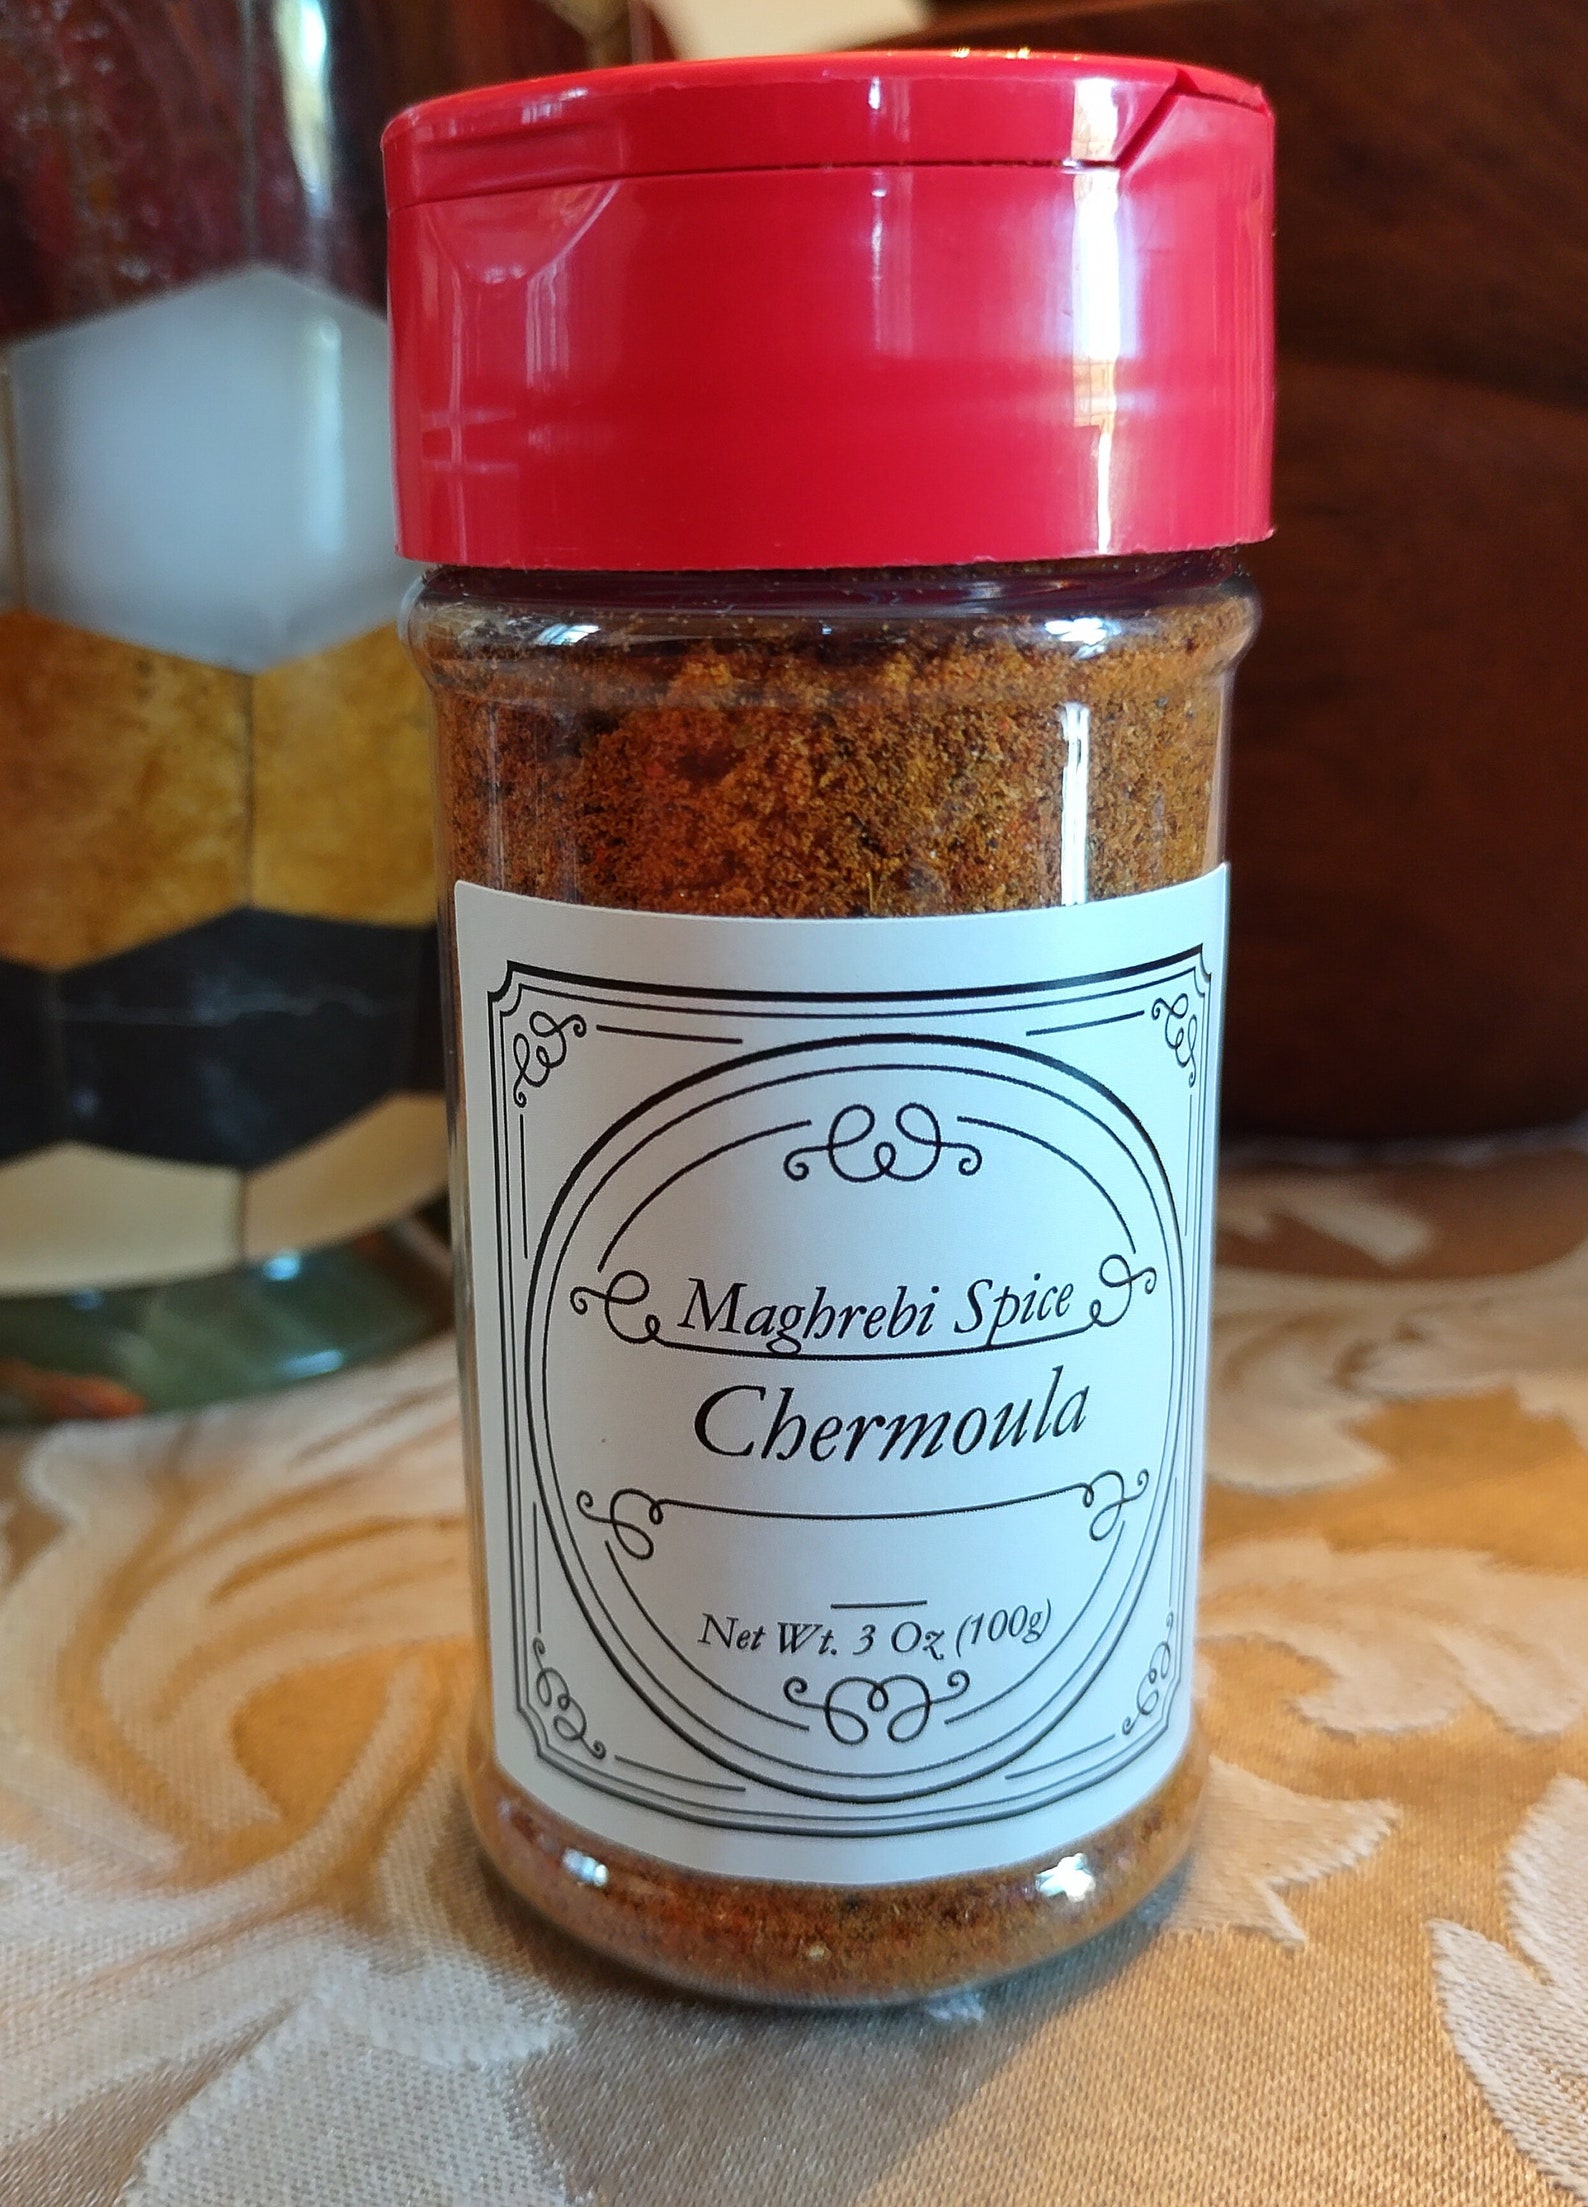 Maghrebi Spice
Chermoula
Net Wt. 3 Oz (100g)